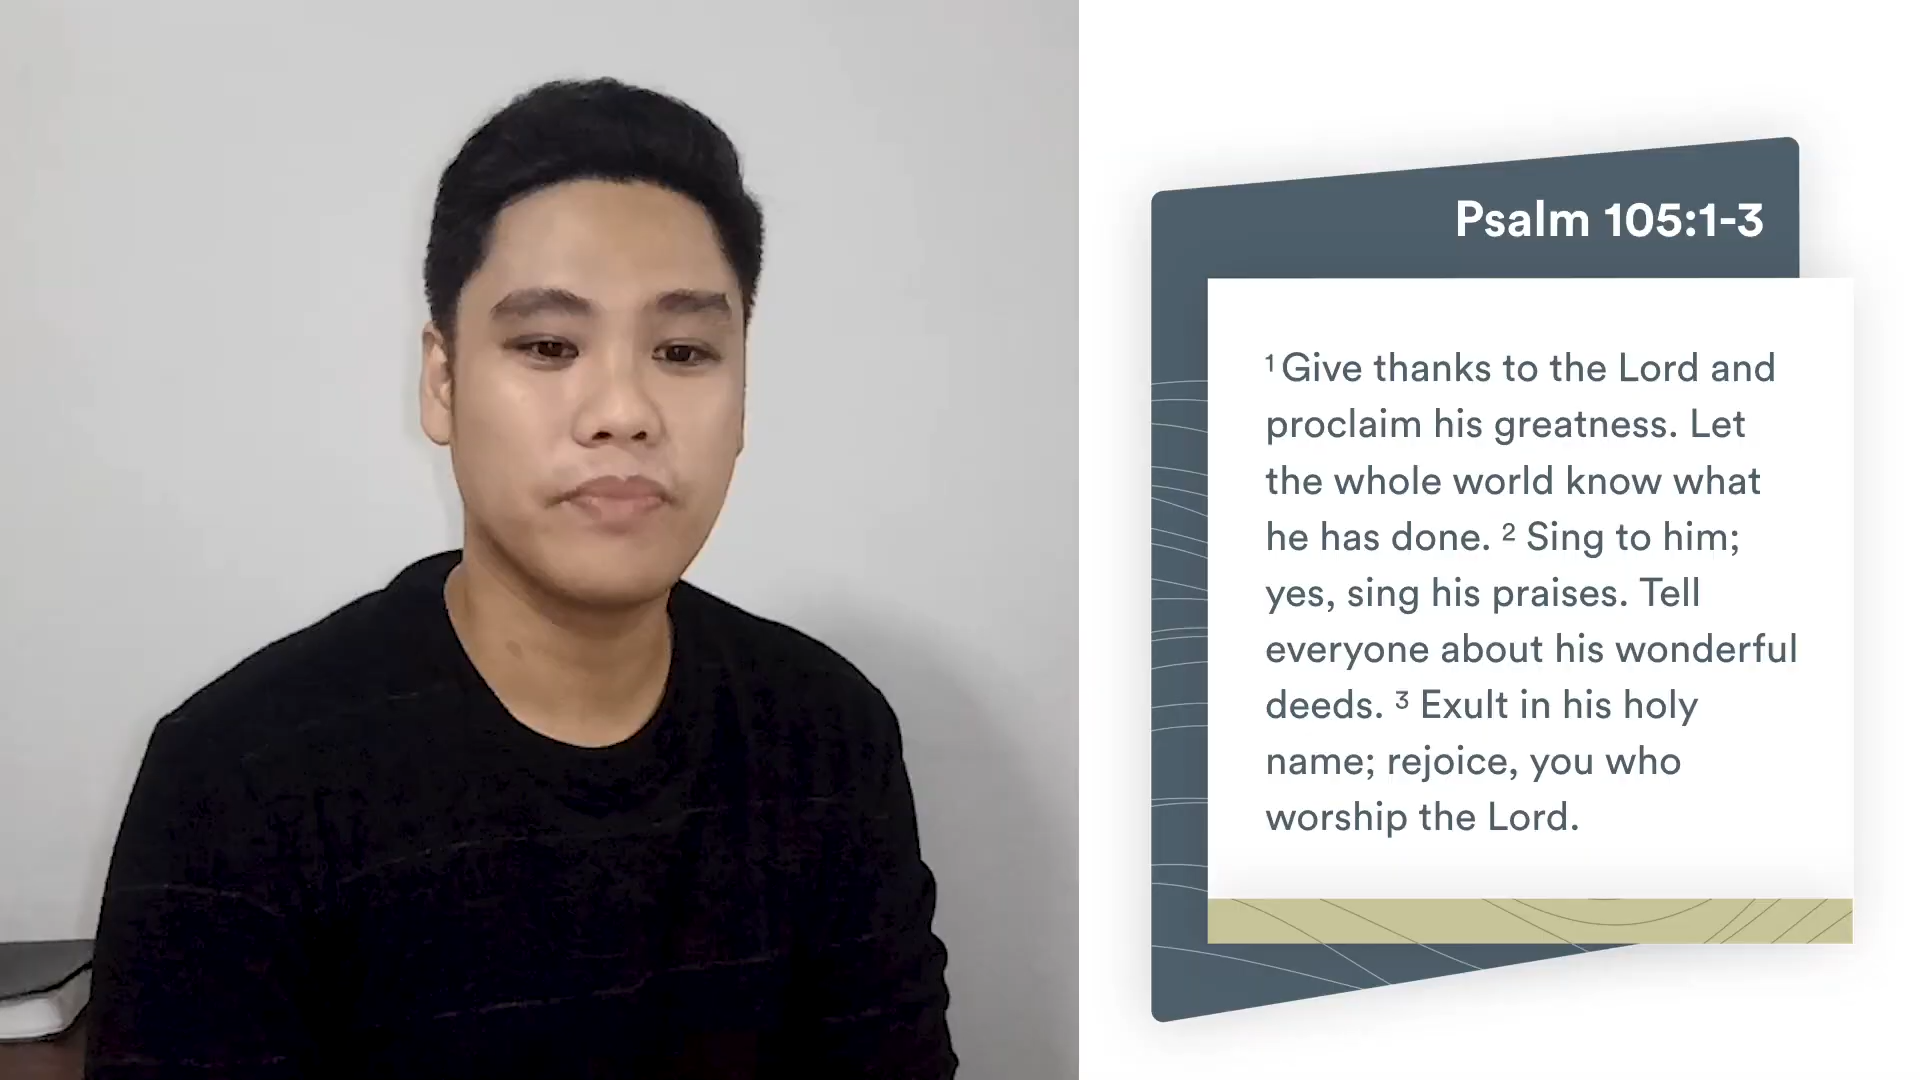 Psalm 105:1-3
¹ Give thanks to the Lord and
proclaim his greatness. Let
the whole world know what
he has done. ² Sing to him;
yes, sing his praises. Tell
everyone about his wonderful
deeds. ³ Exult in his holy
name; rejoice, you who
worship the Lord.